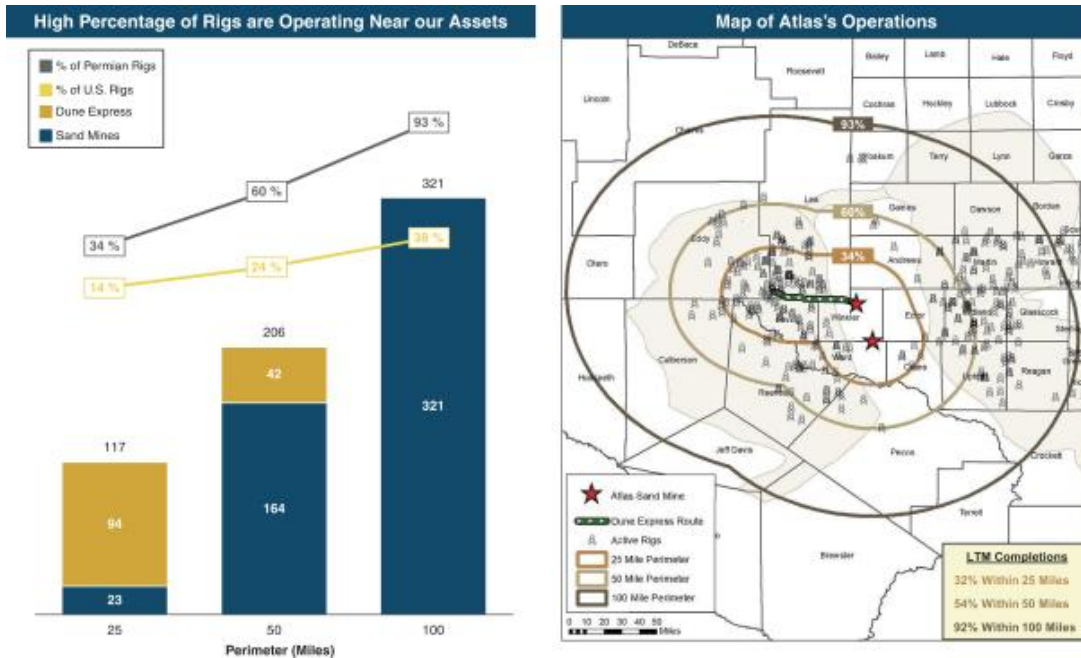 High Percentage of Rigs are Operating Near our Assets
% of Permian Rigs
% of U.S. Rigs
Dune Express
Sand Mines
93 %
60 %
321
34 %
38 %
24 %
14 %
206
42
117
321
94
164
23
25
50
100
Perimeter (Miles)
Map of Atlas's Operations
DeBaca
Roosevelt
Bailey
Lamb
Hale
Floyd
Lincoln
Cochran
Hockley
Lubbock
Crosby
Chaves
93%
Yoakum
Terry
Lynn
Garza
Lea
60%
Gaines
Dawson
Borden
Eddy
34%
Otero
Andrews
Martin
Howard
Winkler
Ector
Midland
Glasscock
Culberson
Ward
Crane
Upton
Reagan
Hudspeth
Reeves
Jeff Davis
Pecos
Crockett
Terrell
Brewster
Atlas Sand Mine
Dune Express Route
Active Rigs
25 Mile Perimeter
50 Mile Perimeter
100 Mile Perimeter
0 10 20 30 40 50
Miles
LTM Completions
32% Within 25 Miles
54% Within 50 Miles
92% Within 100 Miles